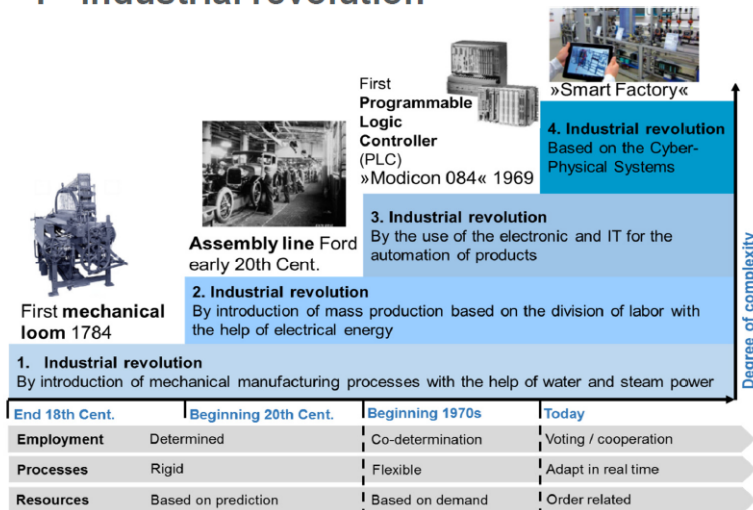 Industrial revolution
»Smart Factory«
First
Programmable
Logic
Controller
(PLC)
»Modicon 084« 1969
4. Industrial revolution
Based on the Cyber-
Physical Systems
Assembly line Ford
early 20th Cent.
3. Industrial revolution
By the use of the electronic and IT for the
automation of products
First mechanical
loom 1784
2. Industrial revolution
By introduction of mass production based on the division of labor with
the help of electrical energy
1. Industrial revolution
By introduction of mechanical manufacturing processes with the help of water and steam power
Degree of complexity
End 18th Cent. Beginning 20th Cent. Beginning 1970s Today
Employment Determined Co-determination Voting / cooperation
Processes Rigid Flexible Adapt in real time
Resources Based on prediction Based on demand Order related